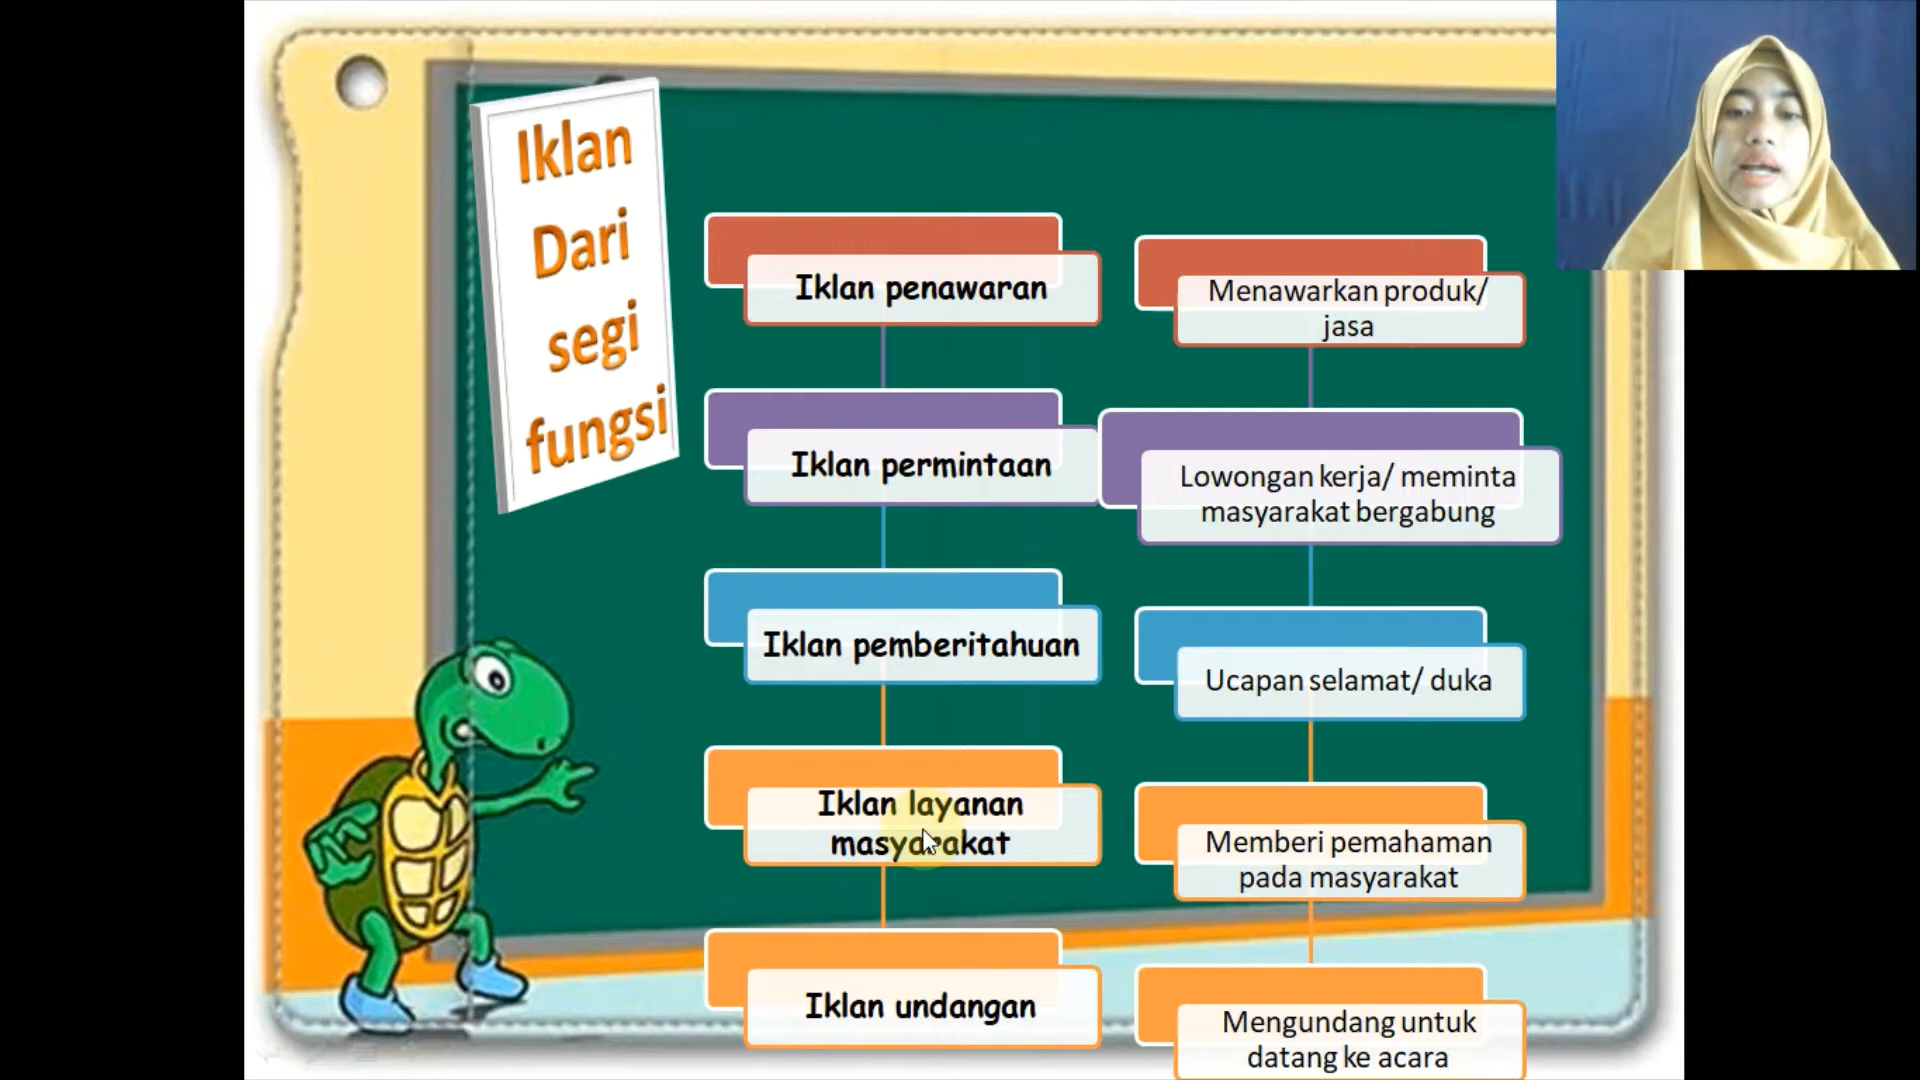 Iklan
Dari
segi
fungsi
Iklan penawaran
Menawarkan produk/
jasa
Iklan permintaan
Lowongan kerja/ meminta
masyarakat bergabung
Iklan pemberitahuan
Ucapan selamat/ duka
Iklan layanan
masyarakat
Memberi pemahaman
pada masyarakat
Iklan undangan
Mengundang untuk
datang ke acara